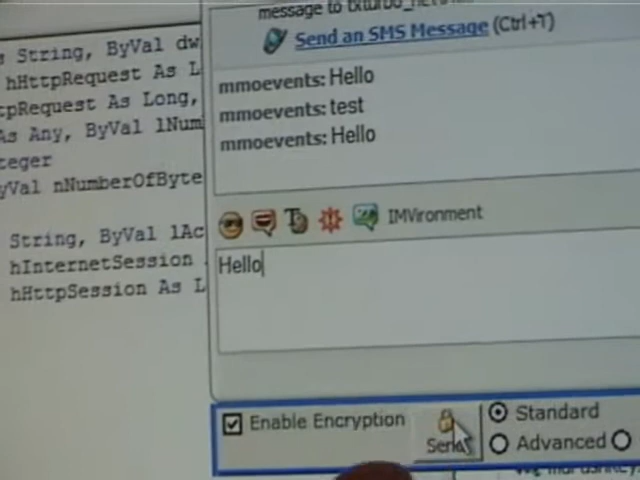 message to
Send an SMS Message (Ctrl+T)
mmoevents: Hello
mmoevents: test
mmoevents: Hello
IMVironment
Hello
Enable Encryption
Standard
Advanced
String, ByVal dw
hHttpRequest As L
ttpRequest As Long,
As Any, ByVal lNum
teger
yVal nNumberOfByte
String, ByVal lAc
hInternetSession
hHttpSession As L